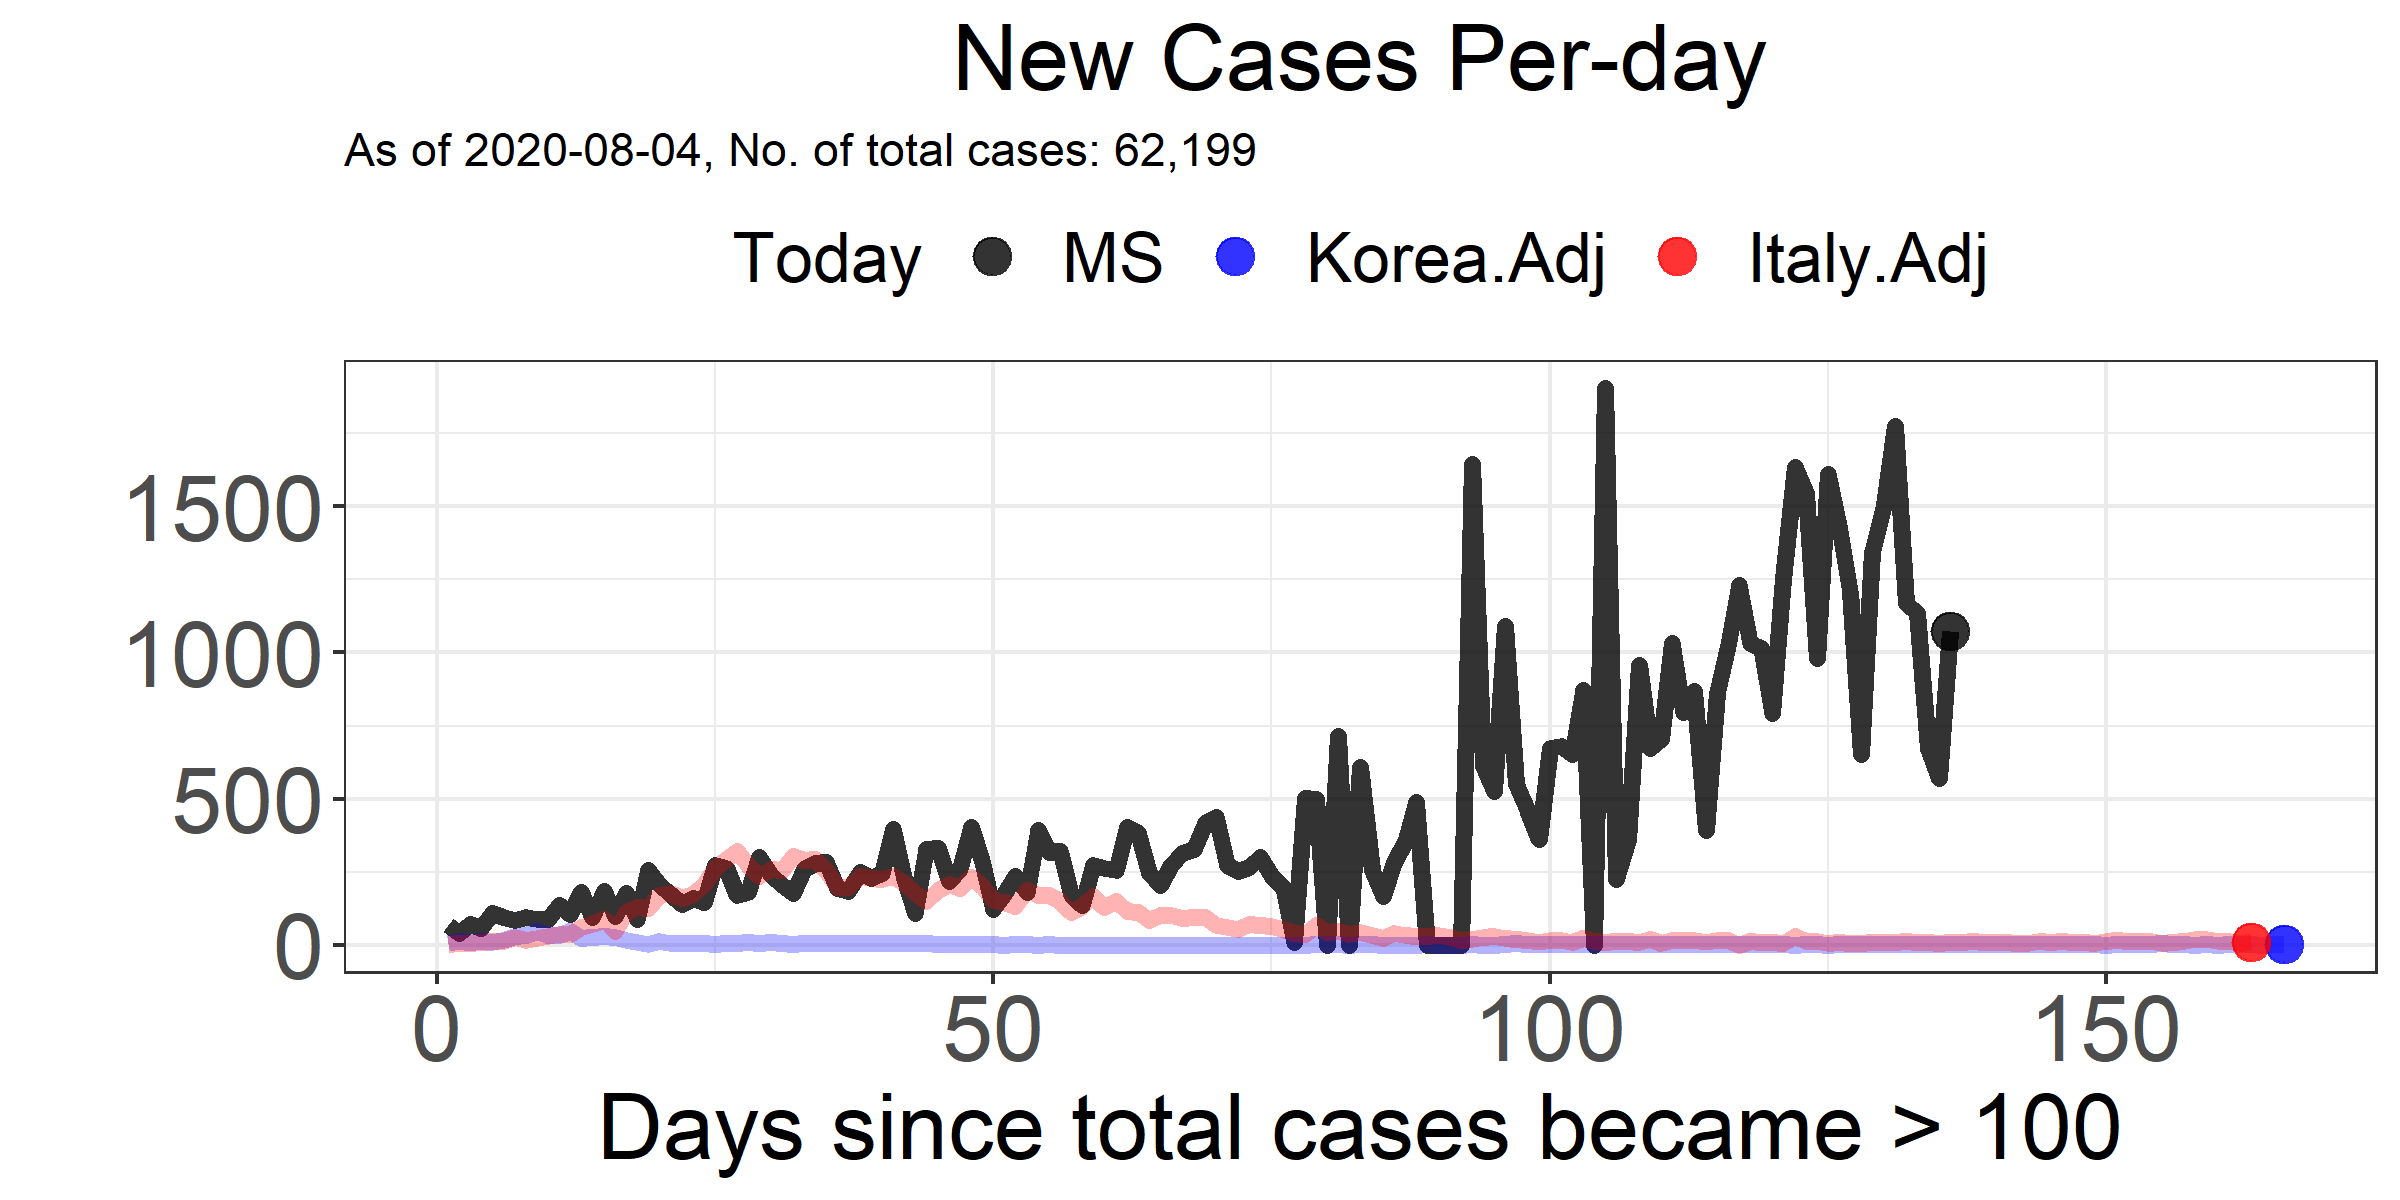 New Cases Per-day
As of 2020-08-04, No. of total cases: 62,199
Today MS Korea.Adj Italy.Adj
1500
1000
500
0
0 50 100 150
Days since total cases became > 100